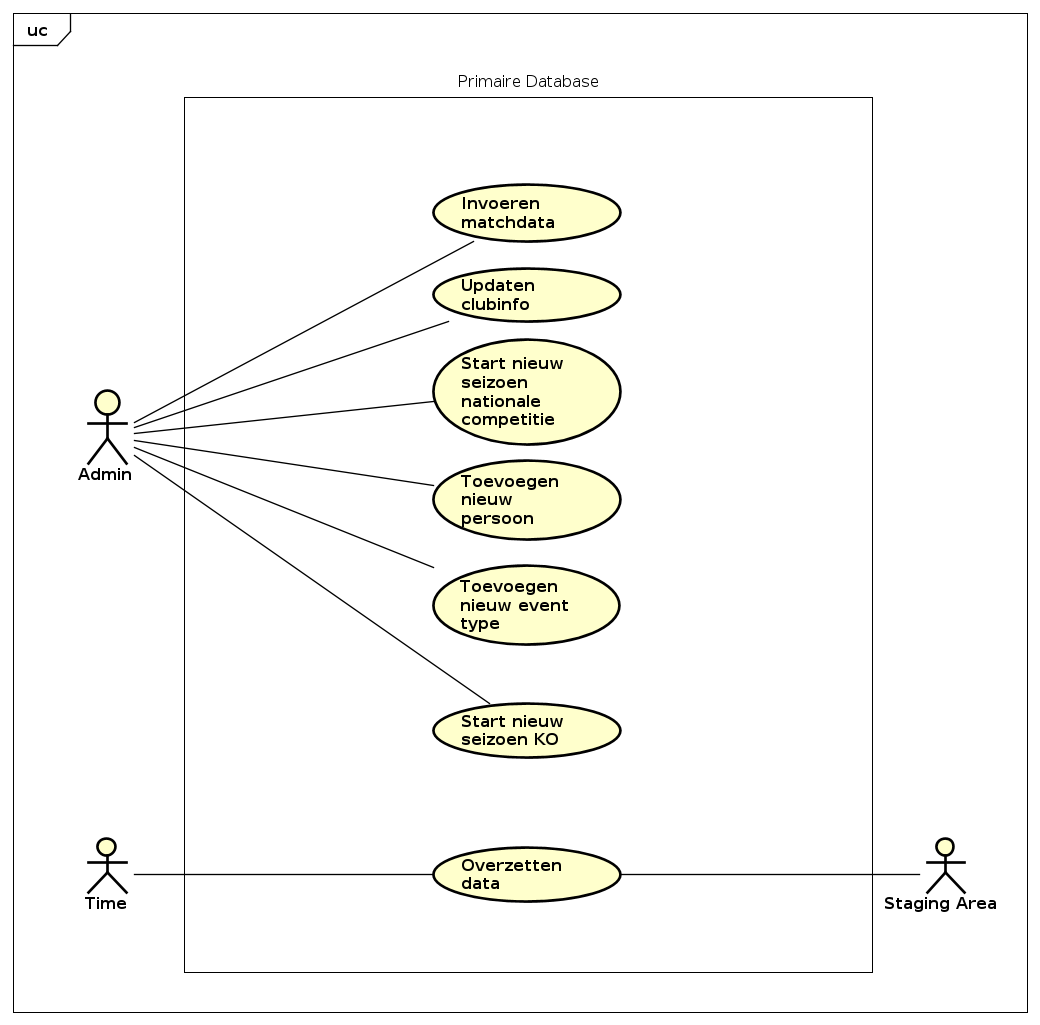 uc
Primaire Database
Invoeren
matchdata
Updaten
clubinfo
Start nieuw
seizoen
nationale
competitie
Admin
Toevoegen
nieuw
persoon
Toevoegen
nieuw event
type
Start nieuw
seizoen KO
Overzetten
data
Time
Staging Area